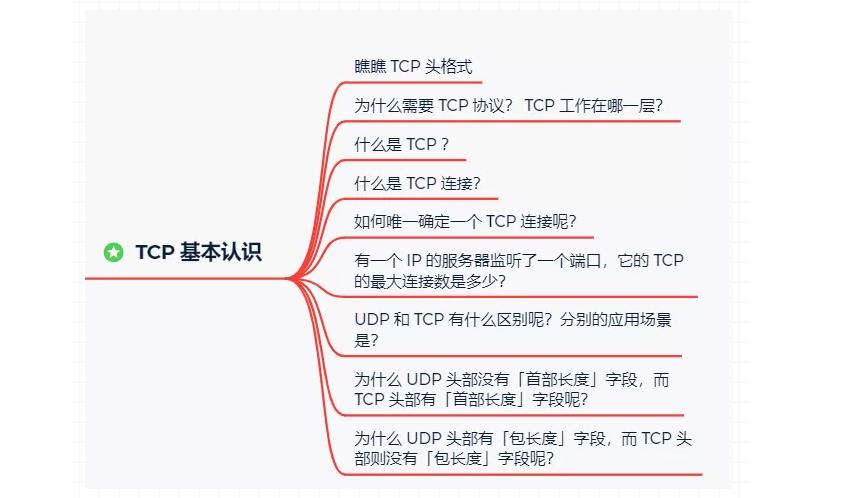 瞧瞧 TCP 头格式
为什么需要 TCP 协议？ TCP 工作在哪一层？
什么是 TCP ？
什么是 TCP 连接？
如何唯一确定一个 TCP 连接呢？
TCP 基本认识
有一个 IP 的服务器监听了一个端口，它的 TCP
的最大连接数是多少？
UDP 和 TCP 有什么区别呢？分别的应用场景
是？
为什么 UDP 头部没有「首部长度」字段，而
TCP 头部有「首部长度」字段呢？
为什么 UDP 头部有「包长度」字段，而 TCP 头
部则没有「包长度」字段呢？